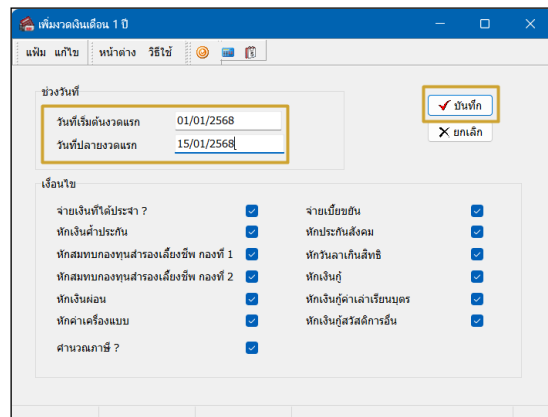 เพิ่มงวดเงินเดือน 1 ปี
แฟ้ม แก้ไข หน้าต่าง วิธีใช้
ช่วงวันที่
วันที่เริ่มต้นงวดแรก 01/01/2568
วันที่ปลายงวดแรก 15/01/2568
บันทึก
ยกเลิก
เงื่อนไข
จ่ายเงินที่ได้ประจำ ? จ่ายเบี้ยขยัน
หักเงินค้ำประกัน หักประกันสังคม
หักสมทบกองทุนสำรองเลี้ยงชีพ กองที่ 1 หักวันลาเกินสิทธิ
หักสมทบกองทุนสำรองเลี้ยงชีพ กองที่ 2 หักเงินกู้
หักเงินผ่อน หักเงินกู้ค่าเล่าเรียนบุตร
หักค่าเครื่องแบบ หักเงินกู้สวัสดิการอื่น
คำนวณภาษี ?